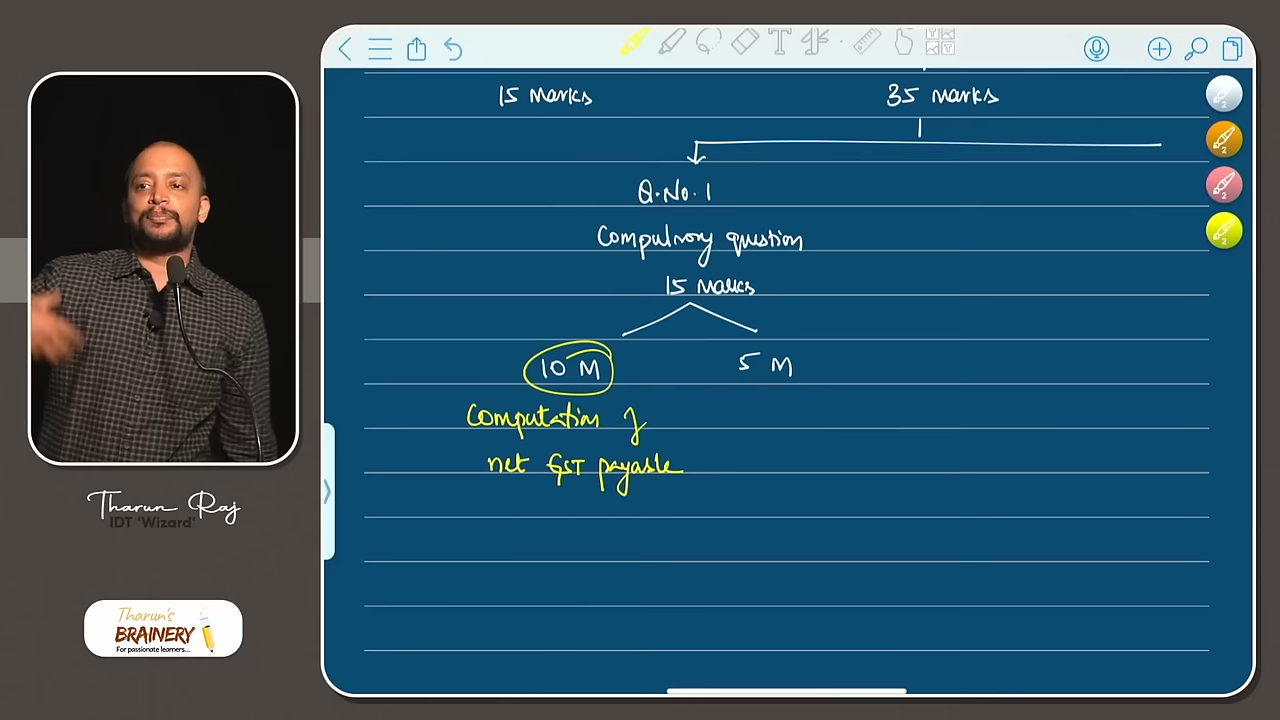 15 Marks
35 marks
Q.No.1
Compulsory question
15 Marks
10 M
5 M
Computation of
net GST payable
Tharun Raj
IDT 'Wizard'
Tharun's
BRAINERY
For passionate learners...